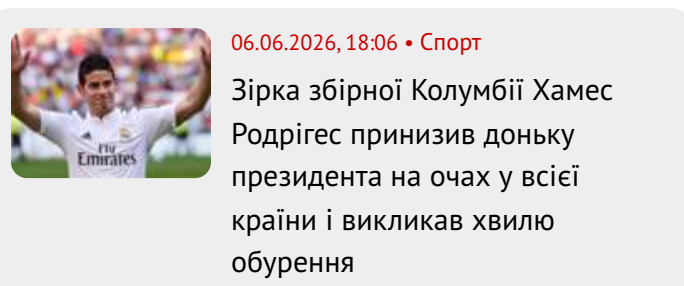 06.06.2026, 18:06 • Спорт
Зірка збірної Колумбії Хамес
Родрігес принизив доньку
президента на очах у всієї
країни і викликав хвилю
обурення
Fly
Emirates